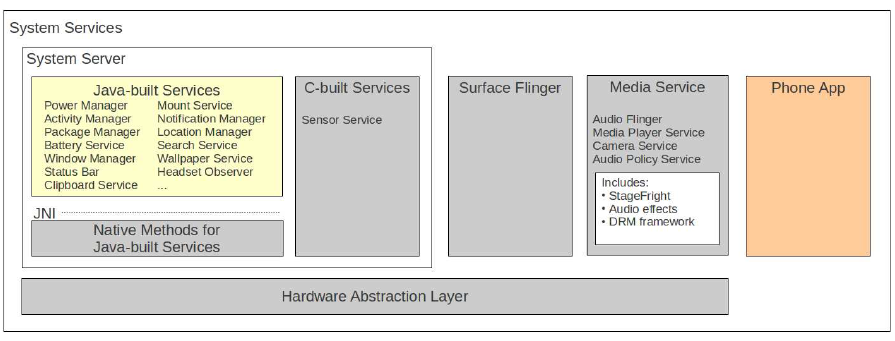 System Services
System Server
Java-built Services
Power Manager
Activity Manager
Package Manager
Battery Service
Window Manager
Status Bar
Clipboard Service
Mount Service
Notification Manager
Location Manager
Search Service
Wallpaper Service
Headset Observer
...
JNI
Native Methods for
Java-built Services
C-built Services
Sensor Service
Surface Flinger
Media Service
Audio Flinger
Media Player Service
Camera Service
Audio Policy Service
Includes:
• StageFright
• Audio effects
• DRM framework
Phone App
Hardware Abstraction Layer